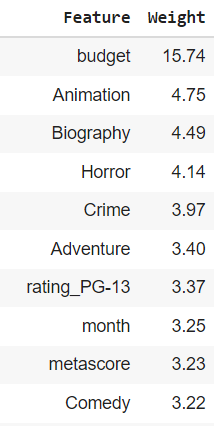 Feature Weight
budget 15.74
Animation 4.75
Biography 4.49
Horror 4.14
Crime 3.97
Adventure 3.40
rating_PG-13 3.37
month 3.25
metascore 3.23
Comedy 3.22